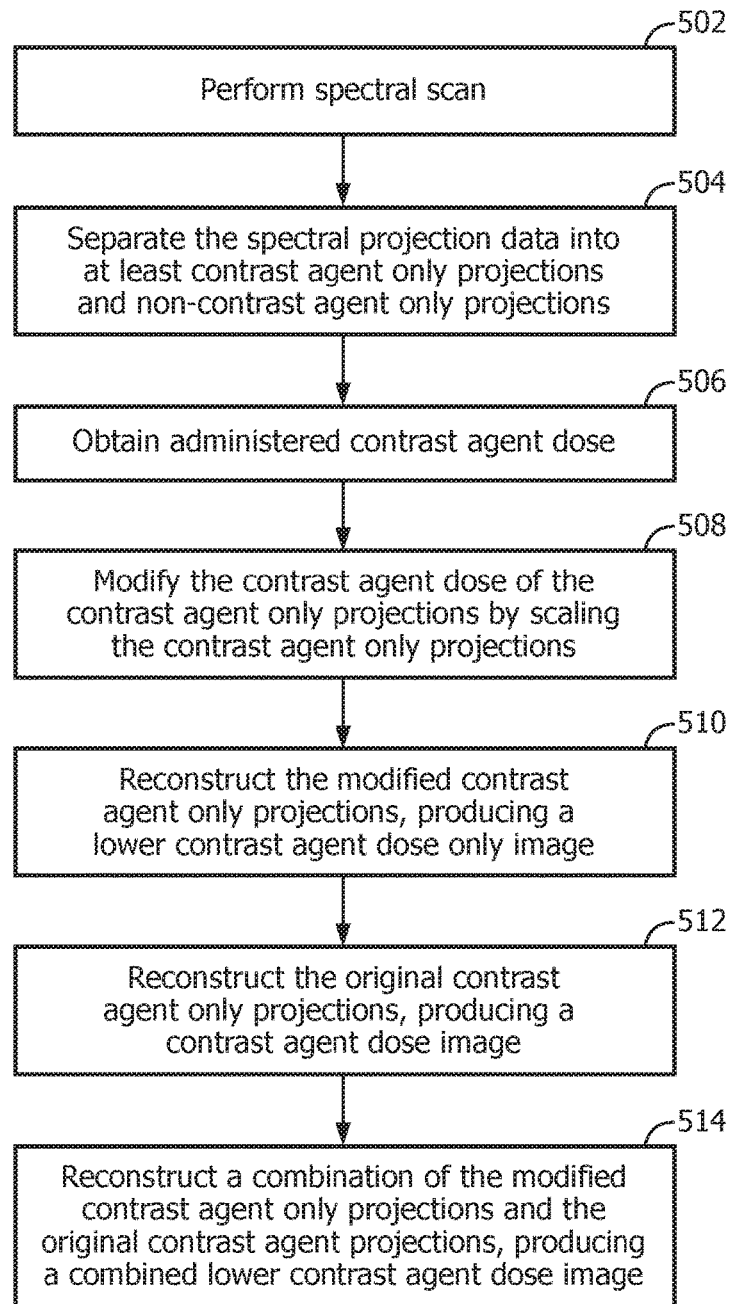 502
Perform spectral scan
504
Separate the spectral projection data into
at least contrast agent only projections
and non-contrast agent only projections
506
Obtain administered contrast agent dose
508
Modify the contrast agent dose of the
contrast agent only projections by scaling
the contrast agent only projections
510
Reconstruct the modified contrast
agent only projections, producing a
lower contrast agent dose only image
512
Reconstruct the original contrast
agent only projections, producing a
contrast agent dose image
514
Reconstruct a combination of the modified
contrast agent only projections and the
original contrast agent projections, producing
a combined lower contrast agent dose image